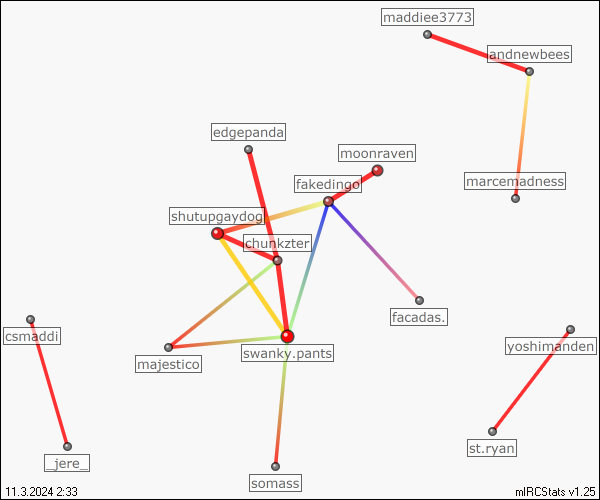 maddiee3773
andnewbees
edgepanda
moonraven
fakedingo
marcemadness
shutupgaydog
chunkzter
facadas.
csmaddi
swanky.pants
yoshimanden
majestico
_jere_
st.ryan
somass
11.3.2024 2:33
mIRCStats v1.25